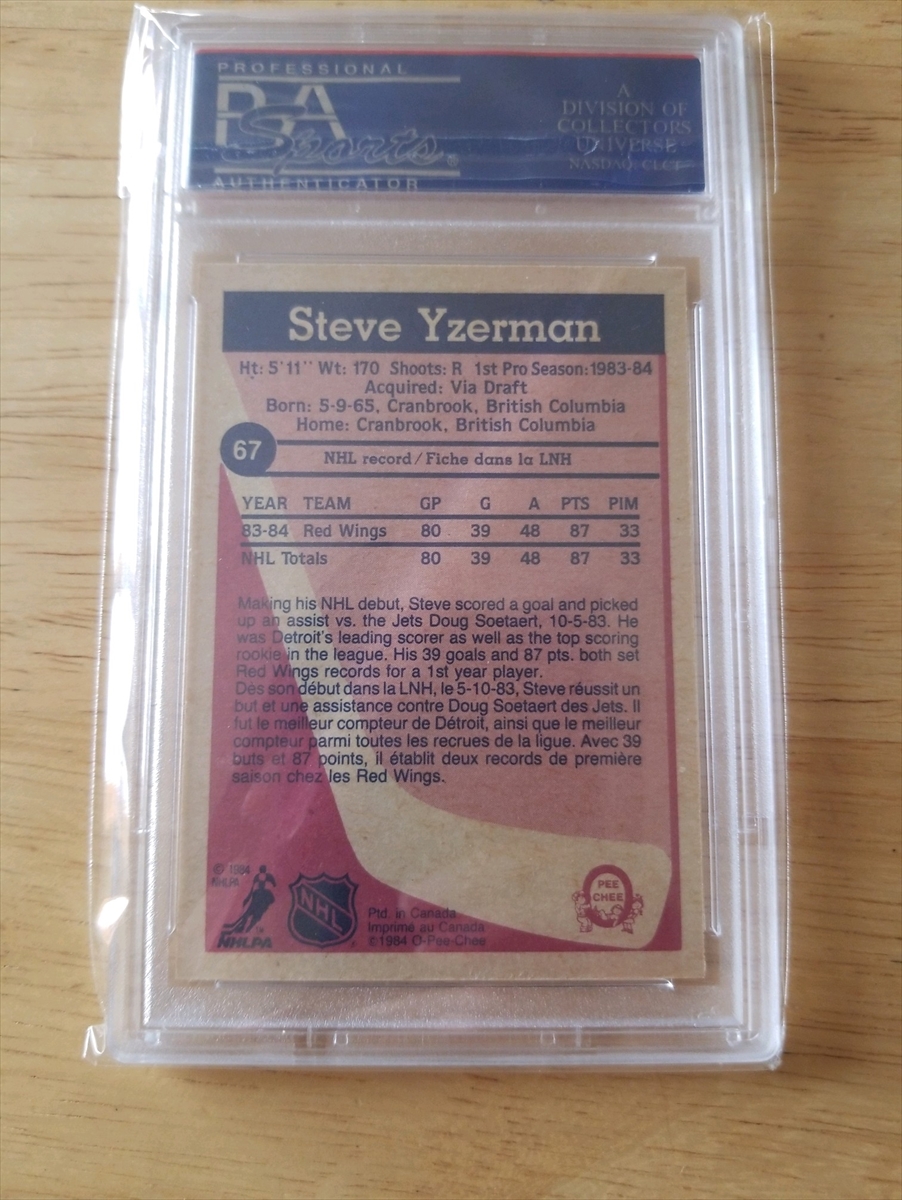 PROFESSIONAL
PSA
Sports®
AUTHENTICATOR
A
DIVISION OF
COLLECTORS
UNIVERSE
NASDAQ: CLCT
Steve Yzerman
Ht: 5'11'' Wt: 170 Shoots: R 1st Pro Season: 1983-84
Acquired: Via Draft
Born: 5-9-65, Cranbrook, British Columbia
Home: Cranbrook, British Columbia
67
NHL record / Fiche dans la LNH
YEAR TEAM GP G A PTS PIM
83-84 Red Wings 80 39 48 87 33
NHL Totals 80 39 48 87 33
Making his NHL debut, Steve scored a goal and picked
up an assist vs. the Jets Doug Soetaert, 10-5-83. He
was Detroit's leading scorer as well as the top scoring
rookie in the league. His 39 goals and 87 pts. both set
Red Wings records for a 1st year player.
Des son début dans la LNH, le 5-10-83, Steve réussit un
but et une assistance contre Doug Soetaert des Jets. Il
fut le meilleur compteur de Détroit, ainsi que le meilleur
compteur parmi toutes les recrues de la ligue. Avec 39
buts et 87 points, il établit deux records de première
saison chez les Red Wings.
© 1984
NHLPA
NHLPA
NHL
Ptd. in Canada
Imprimé au Canada
©1984 O-Pee-Chee
PEE
CHEE